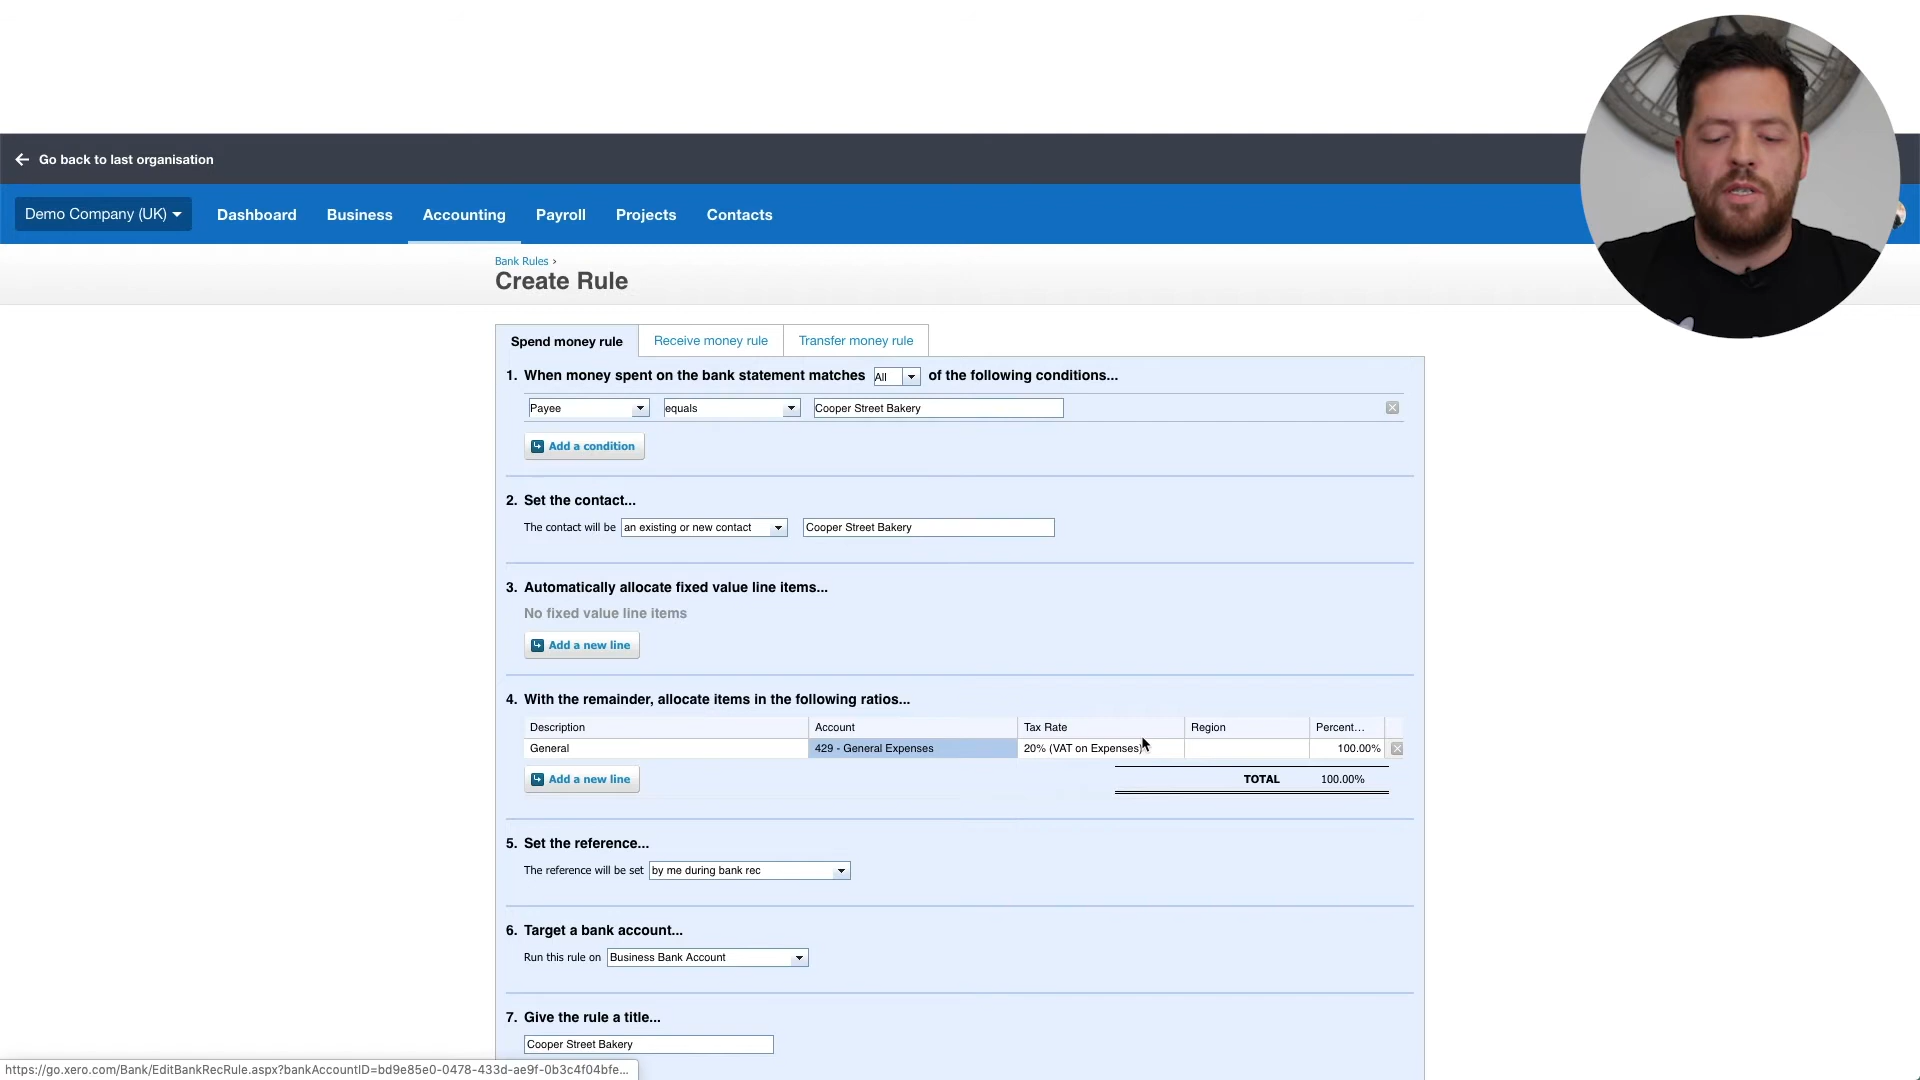 Go back to last organisation
Demo Company (UK) Dashboard Business Accounting Payroll Projects Contacts
Bank Rules ›
Create Rule
Spend money rule Receive money rule Transfer money rule
1. When money spent on the bank statement matches All of the following conditions...
Payee equals Cooper Street Bakery
Add a condition
2. Set the contact...
The contact will be an existing or new contact Cooper Street Bakery
3. Automatically allocate fixed value line items...
No fixed value line items
Add a new line
4. With the remainder, allocate items in the following ratios...
Description Account Tax Rate Region Percent...
General 429 - General Expenses 20% (VAT on Expenses) 100.00%
Add a new line TOTAL 100.00%
5. Set the reference...
The reference will be set by me during bank rec
6. Target a bank account...
Run this rule on Business Bank Account
7. Give the rule a title...
Cooper Street Bakery
https://go.xero.com/Bank/EditBankRecRule.aspx?bankAccountID=bd9e85e0-0478-433d-ae9f-0b3c4f04bfe...